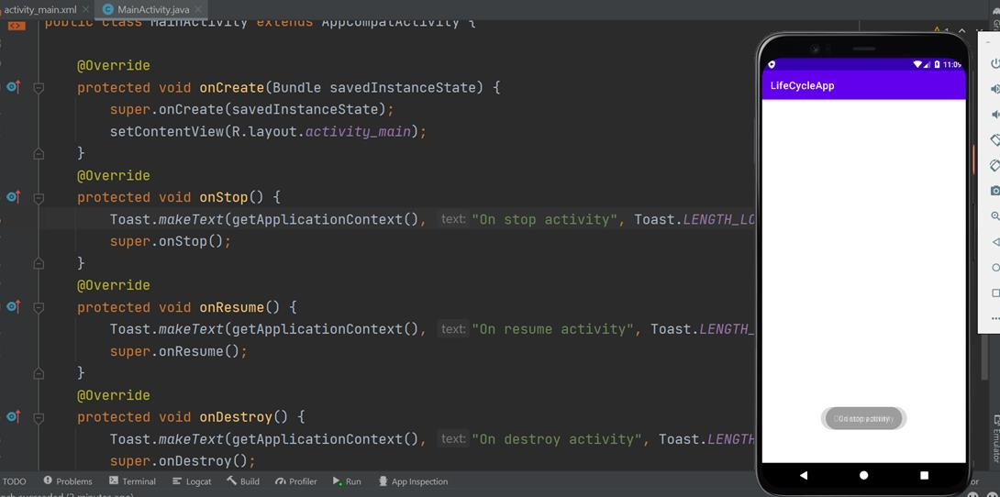 activity_main.xml MainActivity.java
public class MainActivity extends AppCompatActivity {
@Override
protected void onCreate(Bundle savedInstanceState) {
super.onCreate(savedInstanceState);
setContentView(R.layout.activity_main);
}
@Override
protected void onStop() {
Toast.makeText(getApplicationContext(), text: "On stop activity", Toast.LENGTH_LO
super.onStop();
}
@Override
protected void onResume() {
Toast.makeText(getApplicationContext(), text: "On resume activity", Toast.LENGTH_
super.onResume();
}
@Override
protected void onDestroy() {
Toast.makeText(getApplicationContext(), text: "On destroy activity", Toast.LENGTH
super.onDestroy();
TODO Problems Terminal Logcat Build Profiler Run App Inspection
11:09
LifeCycleApp
Emulator